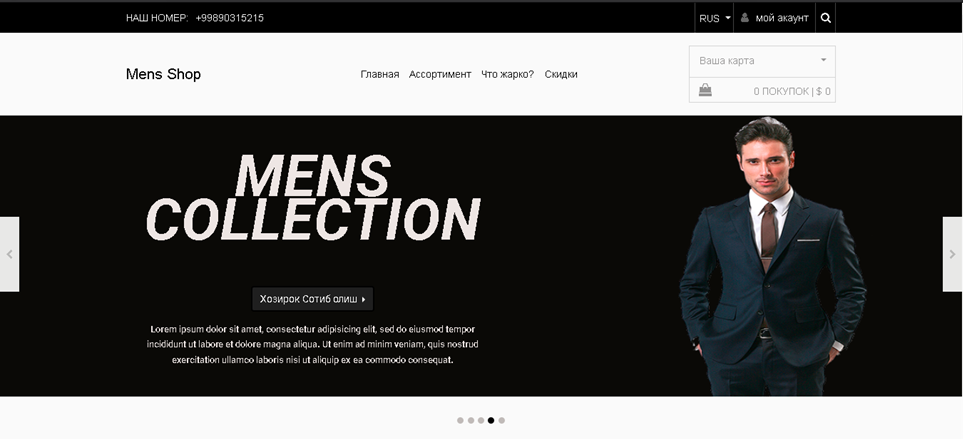 НАШ НОМЕР: +99890315215
RUS
мой акаунт
Mens Shop
Главная Ассортимент Что жарко? Скидки
Ваша карта
0 ПОКУПОК | $ 0
MENS
COLLECTION
Хозирок Сотиб олиш
Lorem ipsum dolor sit amet, consectetur adipisicing elit, sed do eiusmod tempor
incididunt ut labore et dolore magna aliqua. Ut enim ad minim veniam, quis nostrud
exercitation ullamco laboris nisi ut aliquip ex ea commodo consequat.